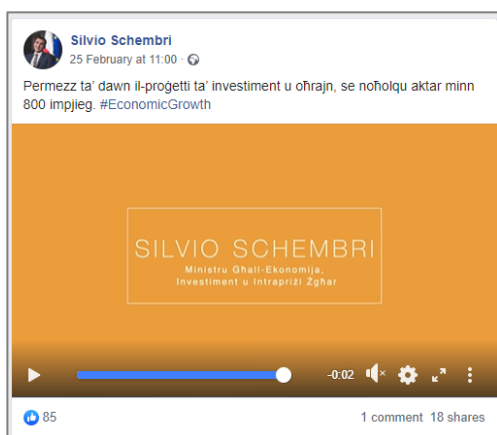 Silvio Schembri
25 February at 11:00
Permezz ta' dawn il-proġetti ta' investiment u oħrajn, se noħolqu aktar minn
800 impjieg. #EconomicGrowth
SILVIO SCHEMBRI
Ministru Għall-Ekonomija,
Investiment u Intrapriżi Żgħar
-0:02
85
1 comment 18 shares